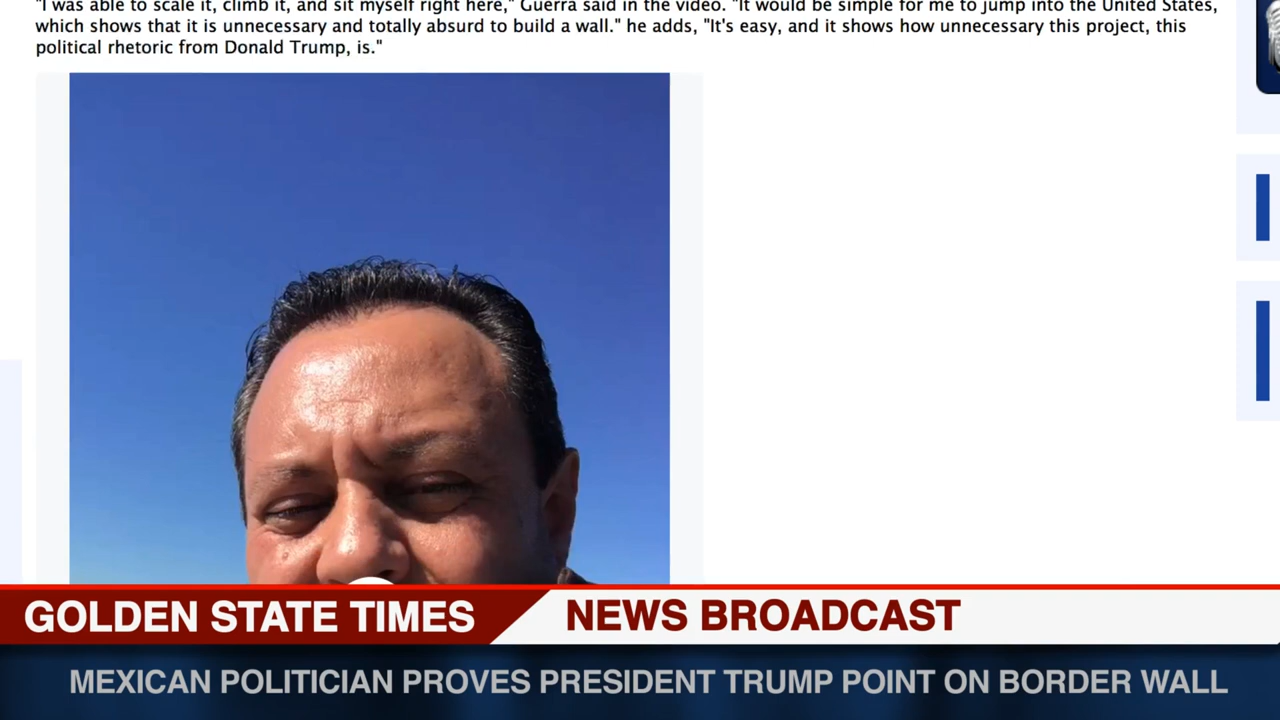 "I was able to scale it, climb it, and sit myself right here," Guerra said in the video. "It would be simple for me to jump into the United States,
which shows that it is unnecessary and totally absurd to build a wall." he adds, "It's easy, and it shows how unnecessary this project, this
political rhetoric from Donald Trump, is."
GOLDEN STATE TIMES
NEWS BROADCAST
MEXICAN POLITICIAN PROVES PRESIDENT TRUMP POINT ON BORDER WALL